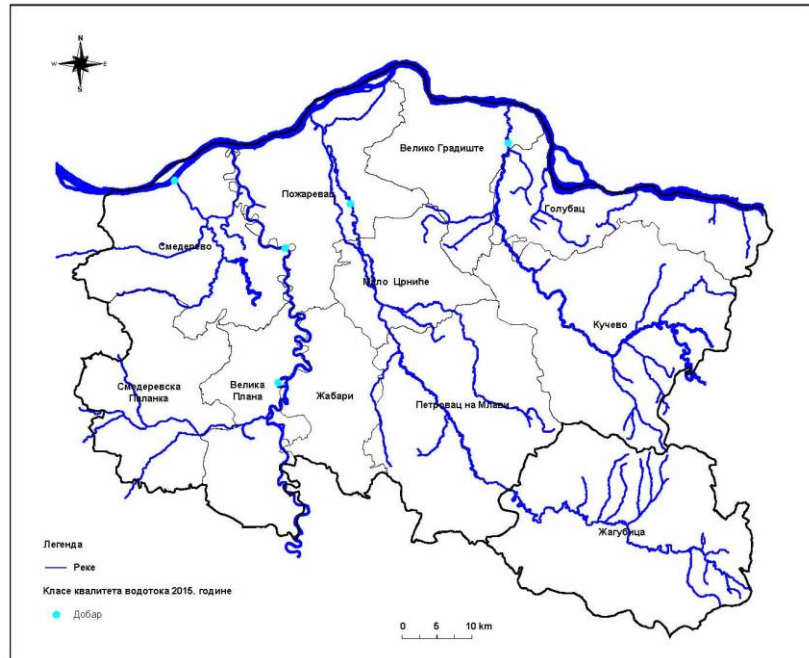 N
W E
S
Велико Градиште
Пожаревац
Голубац
Смедерево
Мало Црниће
Кучево
Смедеревска
Паланка
Велика
Плана
Жабари
Петровац на Млави
Жагубица
Легенда
Реке
Класе квалитета водотока 2015. године
Добар
0 5 10 km